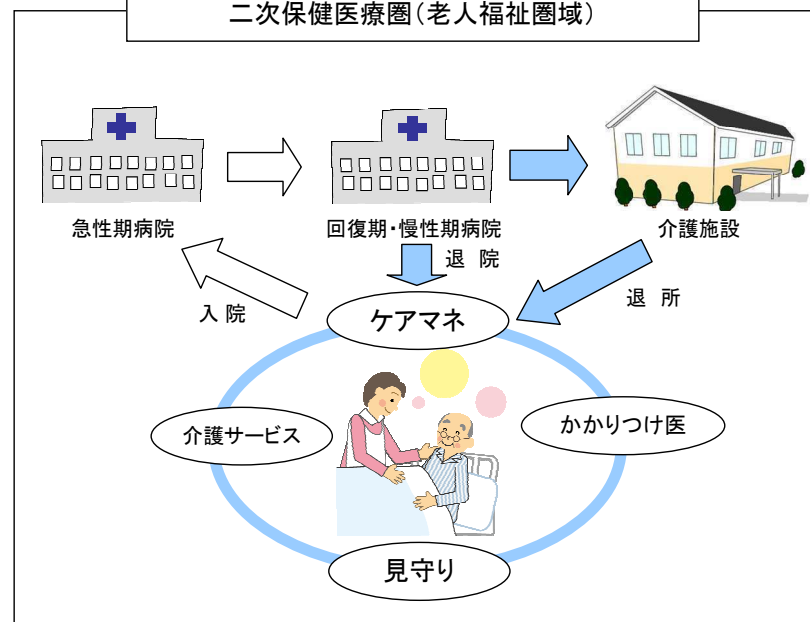 二次保健医療圏(老人福祉圏域)
急性期病院
回復期・慢性期病院
介護施設
退 院
退 所
入 院
ケアマネ
介護サービス
かかりつけ医
見守り